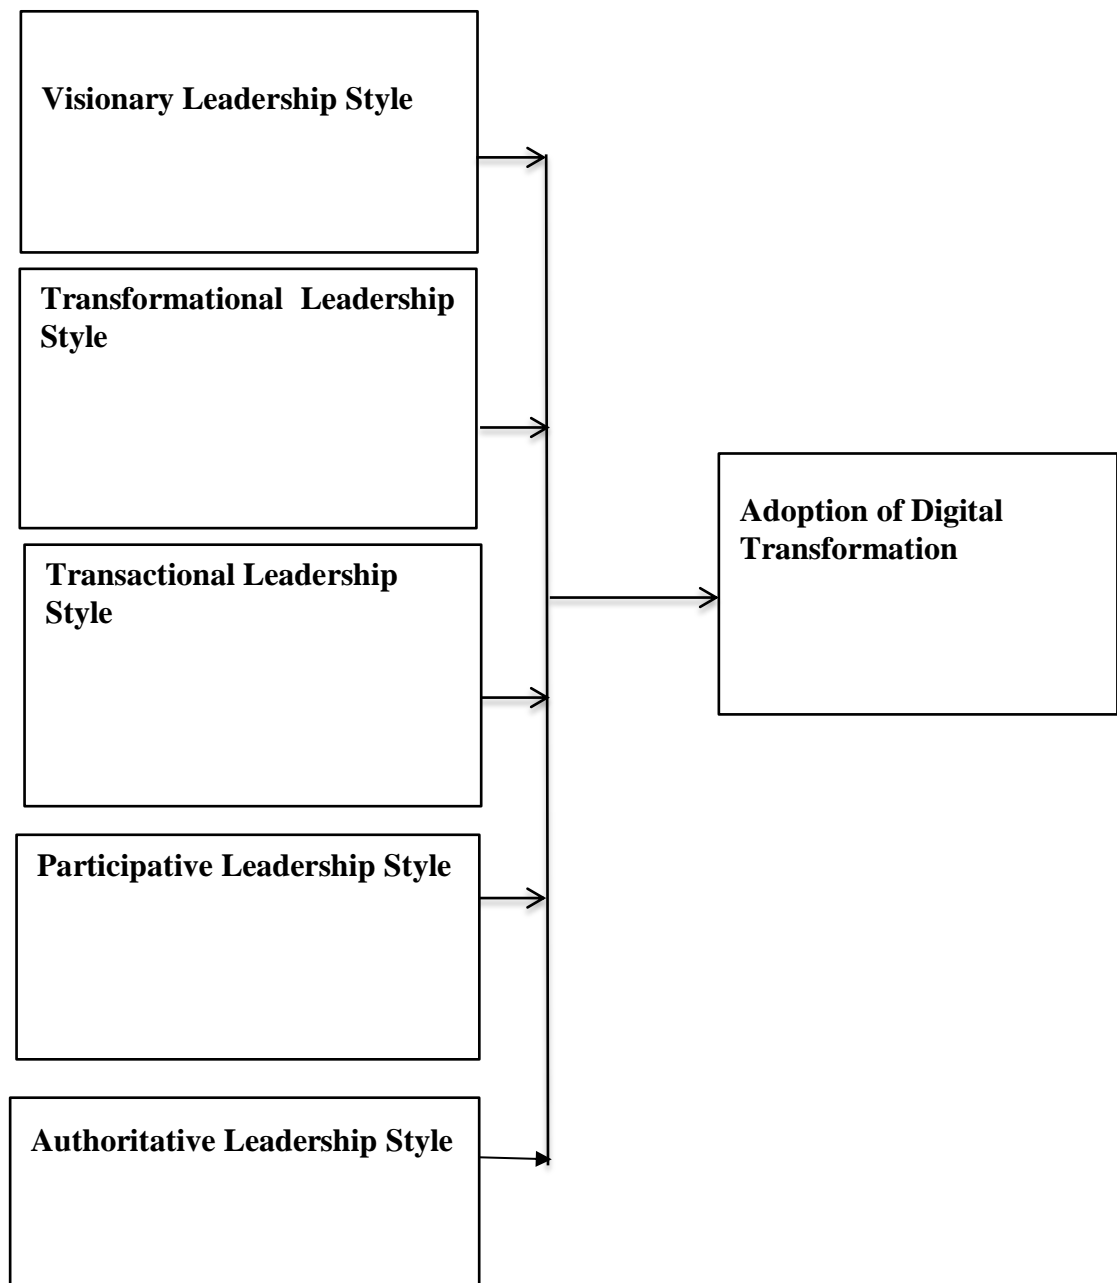 Visionary Leadership Style
Transformational Leadership
Style
Transactional Leadership
Style
Participative Leadership Style
Authoritative Leadership Style
Adoption of Digital
Transformation